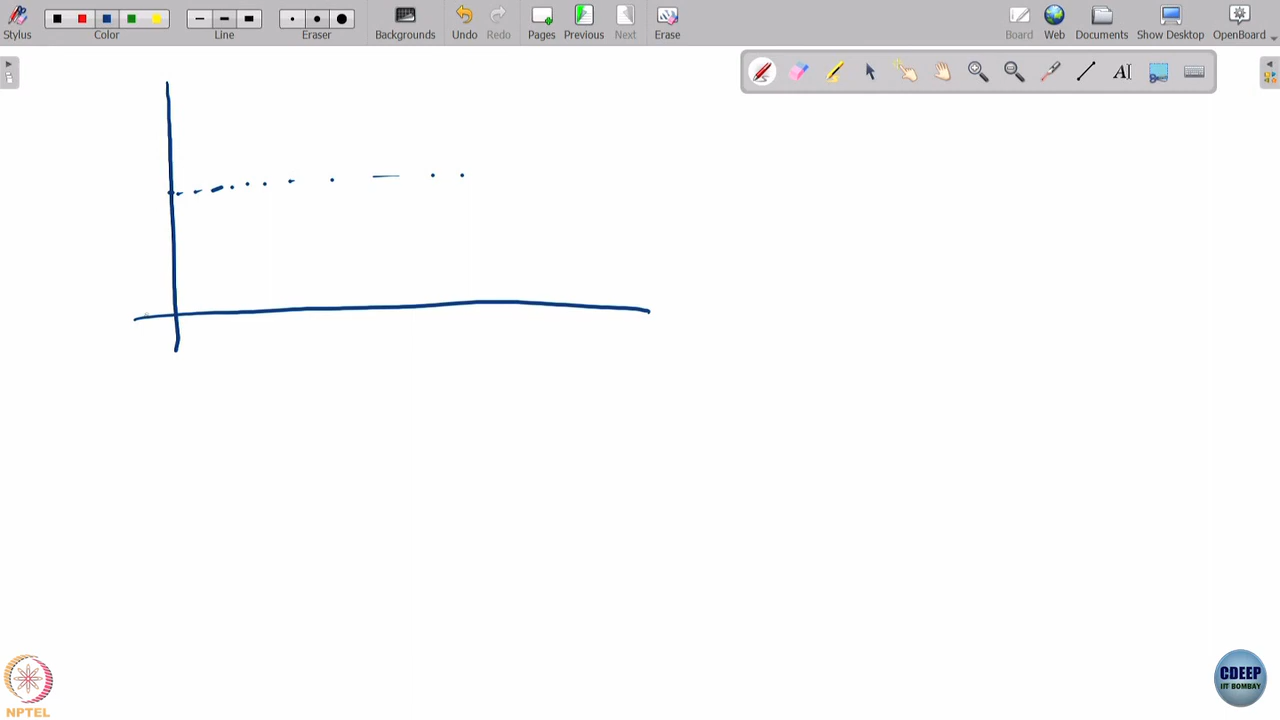 Stylus
Color
Line
Eraser
Backgrounds
Undo
Redo
Pages
Previous
Next
Erase
Board
Web
Documents
Show Desktop
OpenBoard
NPTEL
CDEEP
IIT BOMBAY